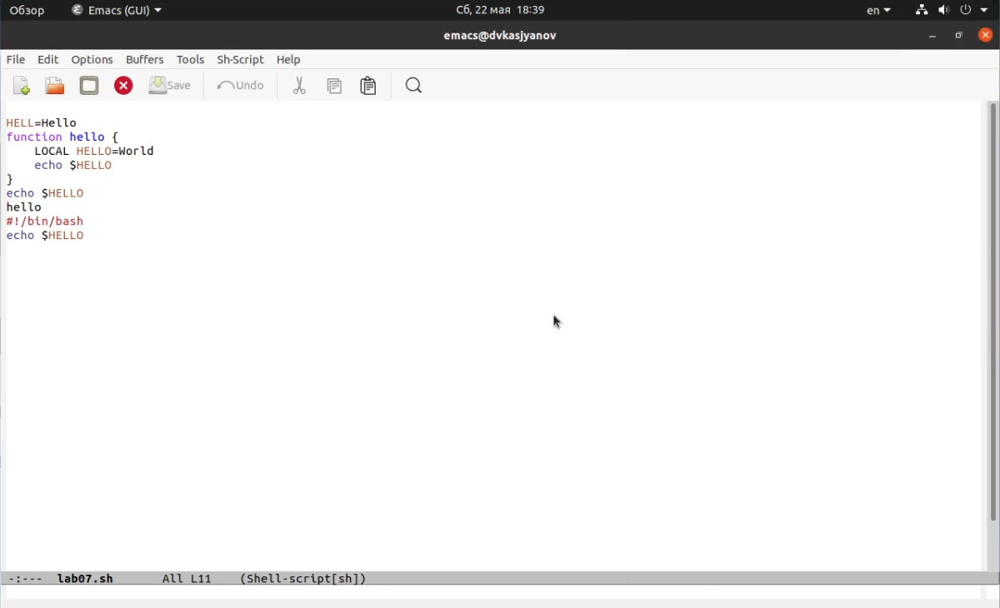 Обзор Emacs (GUI) Сб, 22 мая 18:39 en
emacs@dvkasjyanov
File Edit Options Buffers Tools Sh-Script Help
Save Undo
HELL=Hello
function hello {
    LOCAL HELLO=World
    echo $HELLO
}
echo $HELLO
hello
#!/bin/bash
echo $HELLO
-:--- lab07.sh All L11 (Shell-script[sh])